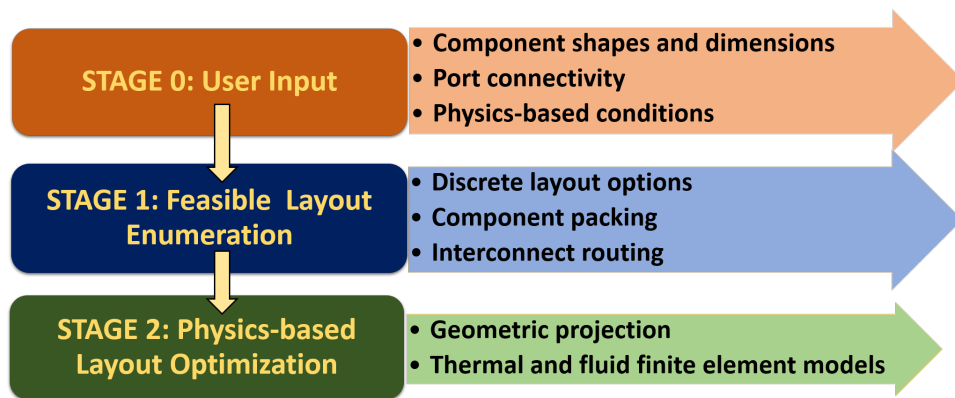 STAGE 0: User Input
• Component shapes and dimensions
• Port connectivity
• Physics-based conditions
STAGE 1: Feasible Layout
Enumeration
• Discrete layout options
• Component packing
• Interconnect routing
STAGE 2: Physics-based
Layout Optimization
• Geometric projection
• Thermal and fluid finite element models